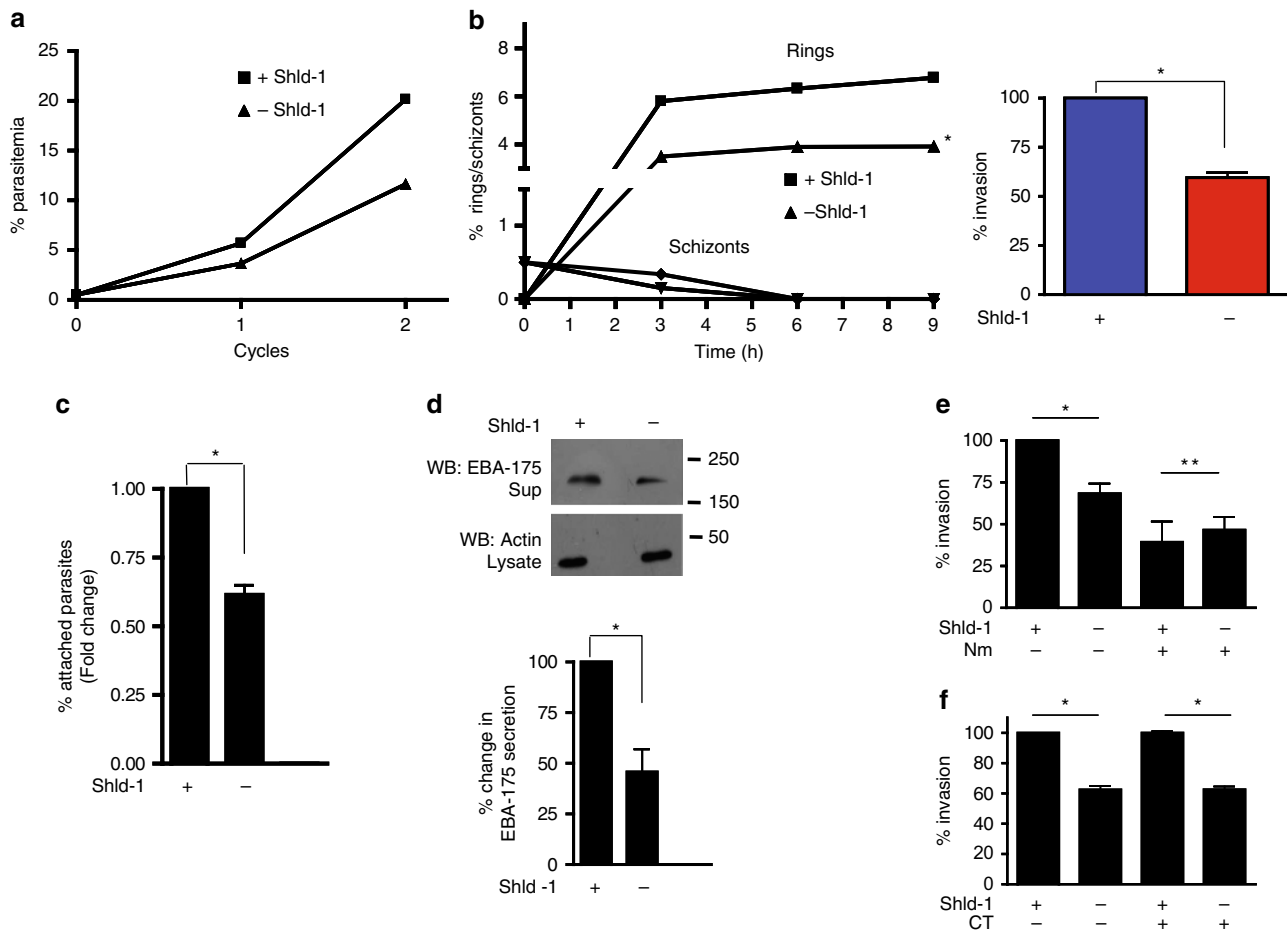 a
25
20
15
10
5
0
% parasitemia
+ Shld-1
– Shld-1
0 1 2
Cycles
b
8
6
4
1
0
% rings/schizonts
Rings
*
+ Shld-1
–Shld-1
Schizonts
0 1 2 3 4 5 6 7 8 9
Time (h)
*
100
75
50
25
0
% invasion
Shld-1 + –
c
*
1.00
0.75
0.50
0.25
0.00
% attached parasites
(Fold change)
Shld-1 + –
d
Shld-1 + –
WB: EBA-175
Sup
250
150
WB: Actin
Lysate
50
*
100
75
50
25
0
% change in
EBA-175 secretion
Shld -1 + –
e
*
**
100
75
50
25
0
% invasion
Shld-1 + – + –
Nm – – + +
f
* *
100
80
60
40
20
0
% invasion
Shld-1 + – + –
CT – – + +